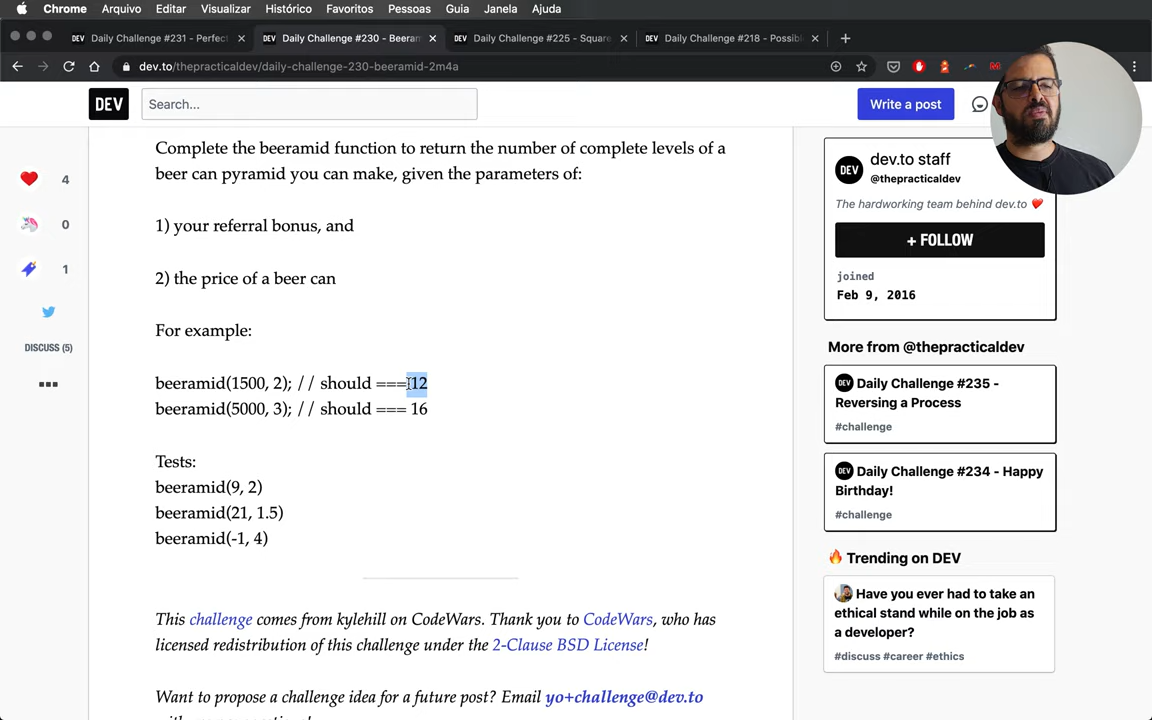 Chrome Arquivo Editar Visualizar Histórico Favoritos Pessoas Guia Janela Ajuda
DEV Daily Challenge #231 - Perfect
DEV Daily Challenge #230 - Beeram
DEV Daily Challenge #225 - Square
DEV Daily Challenge #218 - Possib
dev.to/thepracticaldev/daily-challenge-230-beeramid-2m4a
DEV
Search...
Write a post
Complete the beeramid function to return the number of complete levels of a
beer can pyramid you can make, given the parameters of:
1) your referral bonus, and
2) the price of a beer can
For example:
beeramid(1500, 2); // should === 12
beeramid(5000, 3); // should === 16
Tests:
beeramid(9, 2)
beeramid(21, 1.5)
beeramid(-1, 4)
This challenge comes from kylehill on CodeWars. Thank you to CodeWars, who has
licensed redistribution of this challenge under the 2-Clause BSD License!
Want to propose a challenge idea for a future post? Email yo+challenge@dev.to
4
0
1
DISCUSS (5)
DEV
dev.to staff
@thepracticaldev
The hardworking team behind dev.to ❤️
+ FOLLOW
joined
Feb 9, 2016
More from @thepracticaldev
DEV Daily Challenge #235 -
Reversing a Process
#challenge
DEV Daily Challenge #234 - Happy
Birthday!
#challenge
🔥 Trending on DEV
Have you ever had to take an
ethical stand while on the job as
a developer?
#discuss #career #ethics